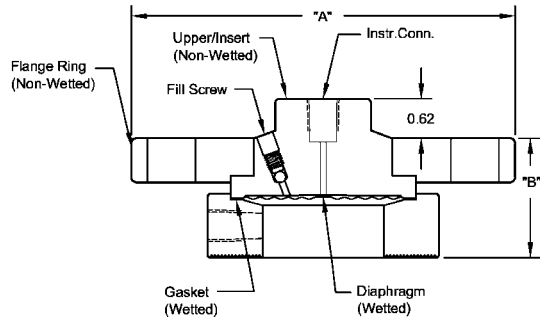 "A"
Upper/Insert
(Non-Wetted)
Instr.Conn.
Flange Ring
(Non-Wetted)
Fill Screw
0.62
"B"
Gasket
(Wetted)
Diaphragm
(Wetted)